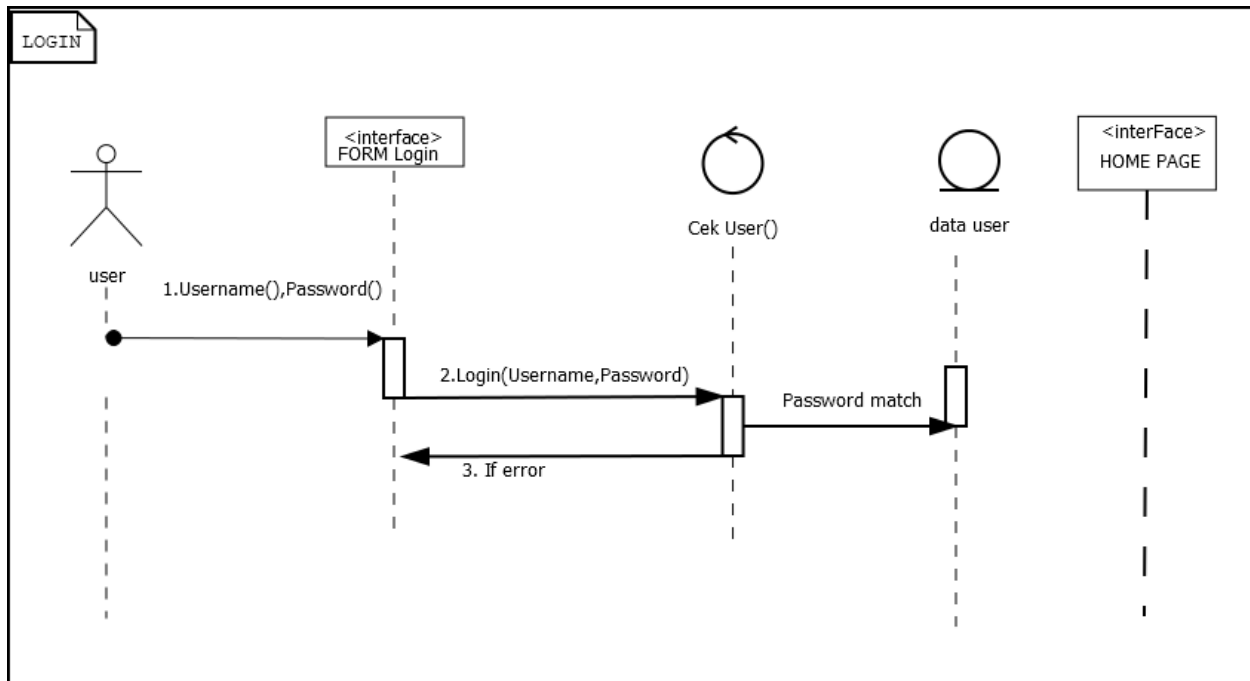 LOGIN
<interface>
FORM Login
<interFace>
HOME PAGE
Cek User()
data user
user
1.Username(),Password()
2.Login(Username,Password)
Password match
3. If error